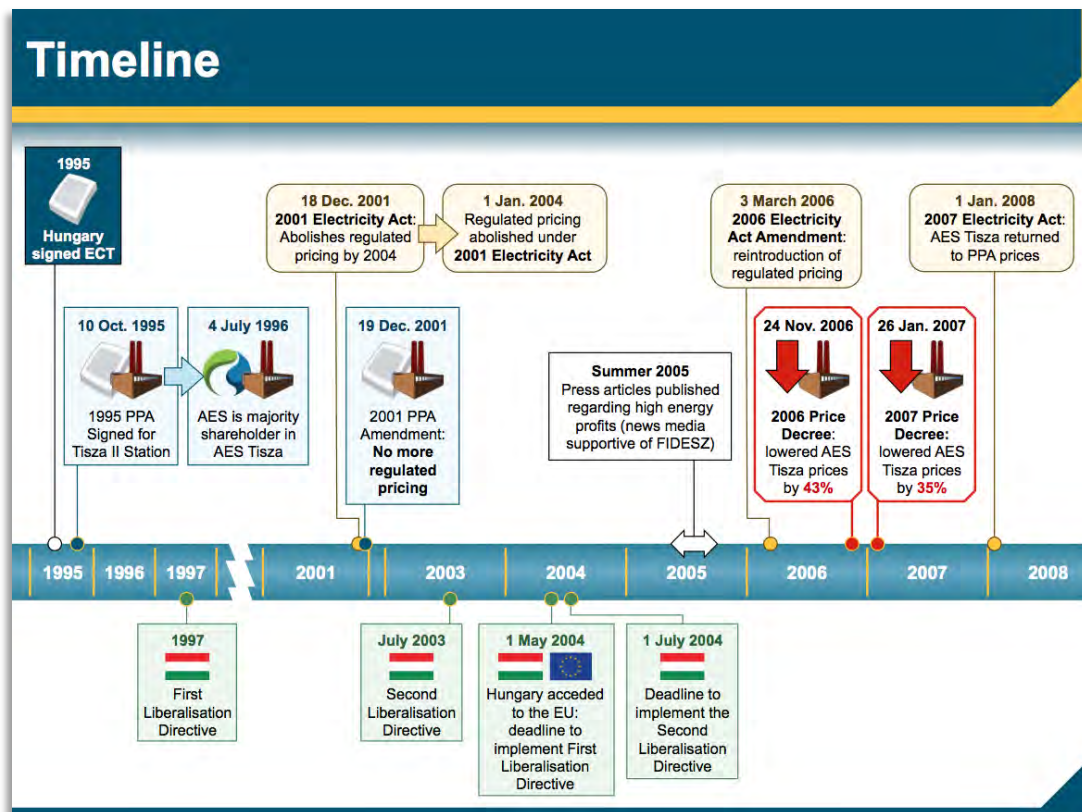 Timeline
1995
Hungary
signed ECT
18 Dec. 2001
2001 Electricity Act:
Abolishes regulated
pricing by 2004
1 Jan. 2004
Regulated pricing
abolished under
2001 Electricity Act
3 March 2006
2006 Electricity
Act Amendment:
reintroduction of
regulated pricing
1 Jan. 2008
2007 Electricity Act:
AES Tisza returned
to PPA prices
10 Oct. 1995
1995 PPA
Signed for
Tisza II Station
4 July 1996
AES is majority
shareholder in
AES Tisza
19 Dec. 2001
2001 PPA
Amendment:
No more
regulated
pricing
Summer 2005
Press articles published
regarding high energy
profits (news media
supportive of FIDESZ)
24 Nov. 2006
2006 Price
Decree:
lowered AES
Tisza prices
by 43%
26 Jan. 2007
2007 Price
Decree:
lowered AES
Tisza prices
by 35%
1995
1996
1997
2001
2003
2004
2005
2006
2007
2008
1997
First
Liberalisation
Directive
July 2003
Second
Liberalisation
Directive
1 May 2004
Hungary acceded
to the EU:
deadline to
implement First
Liberalisation
Directive
1 July 2004
Deadline to
implement the
Second
Liberalisation
Directive